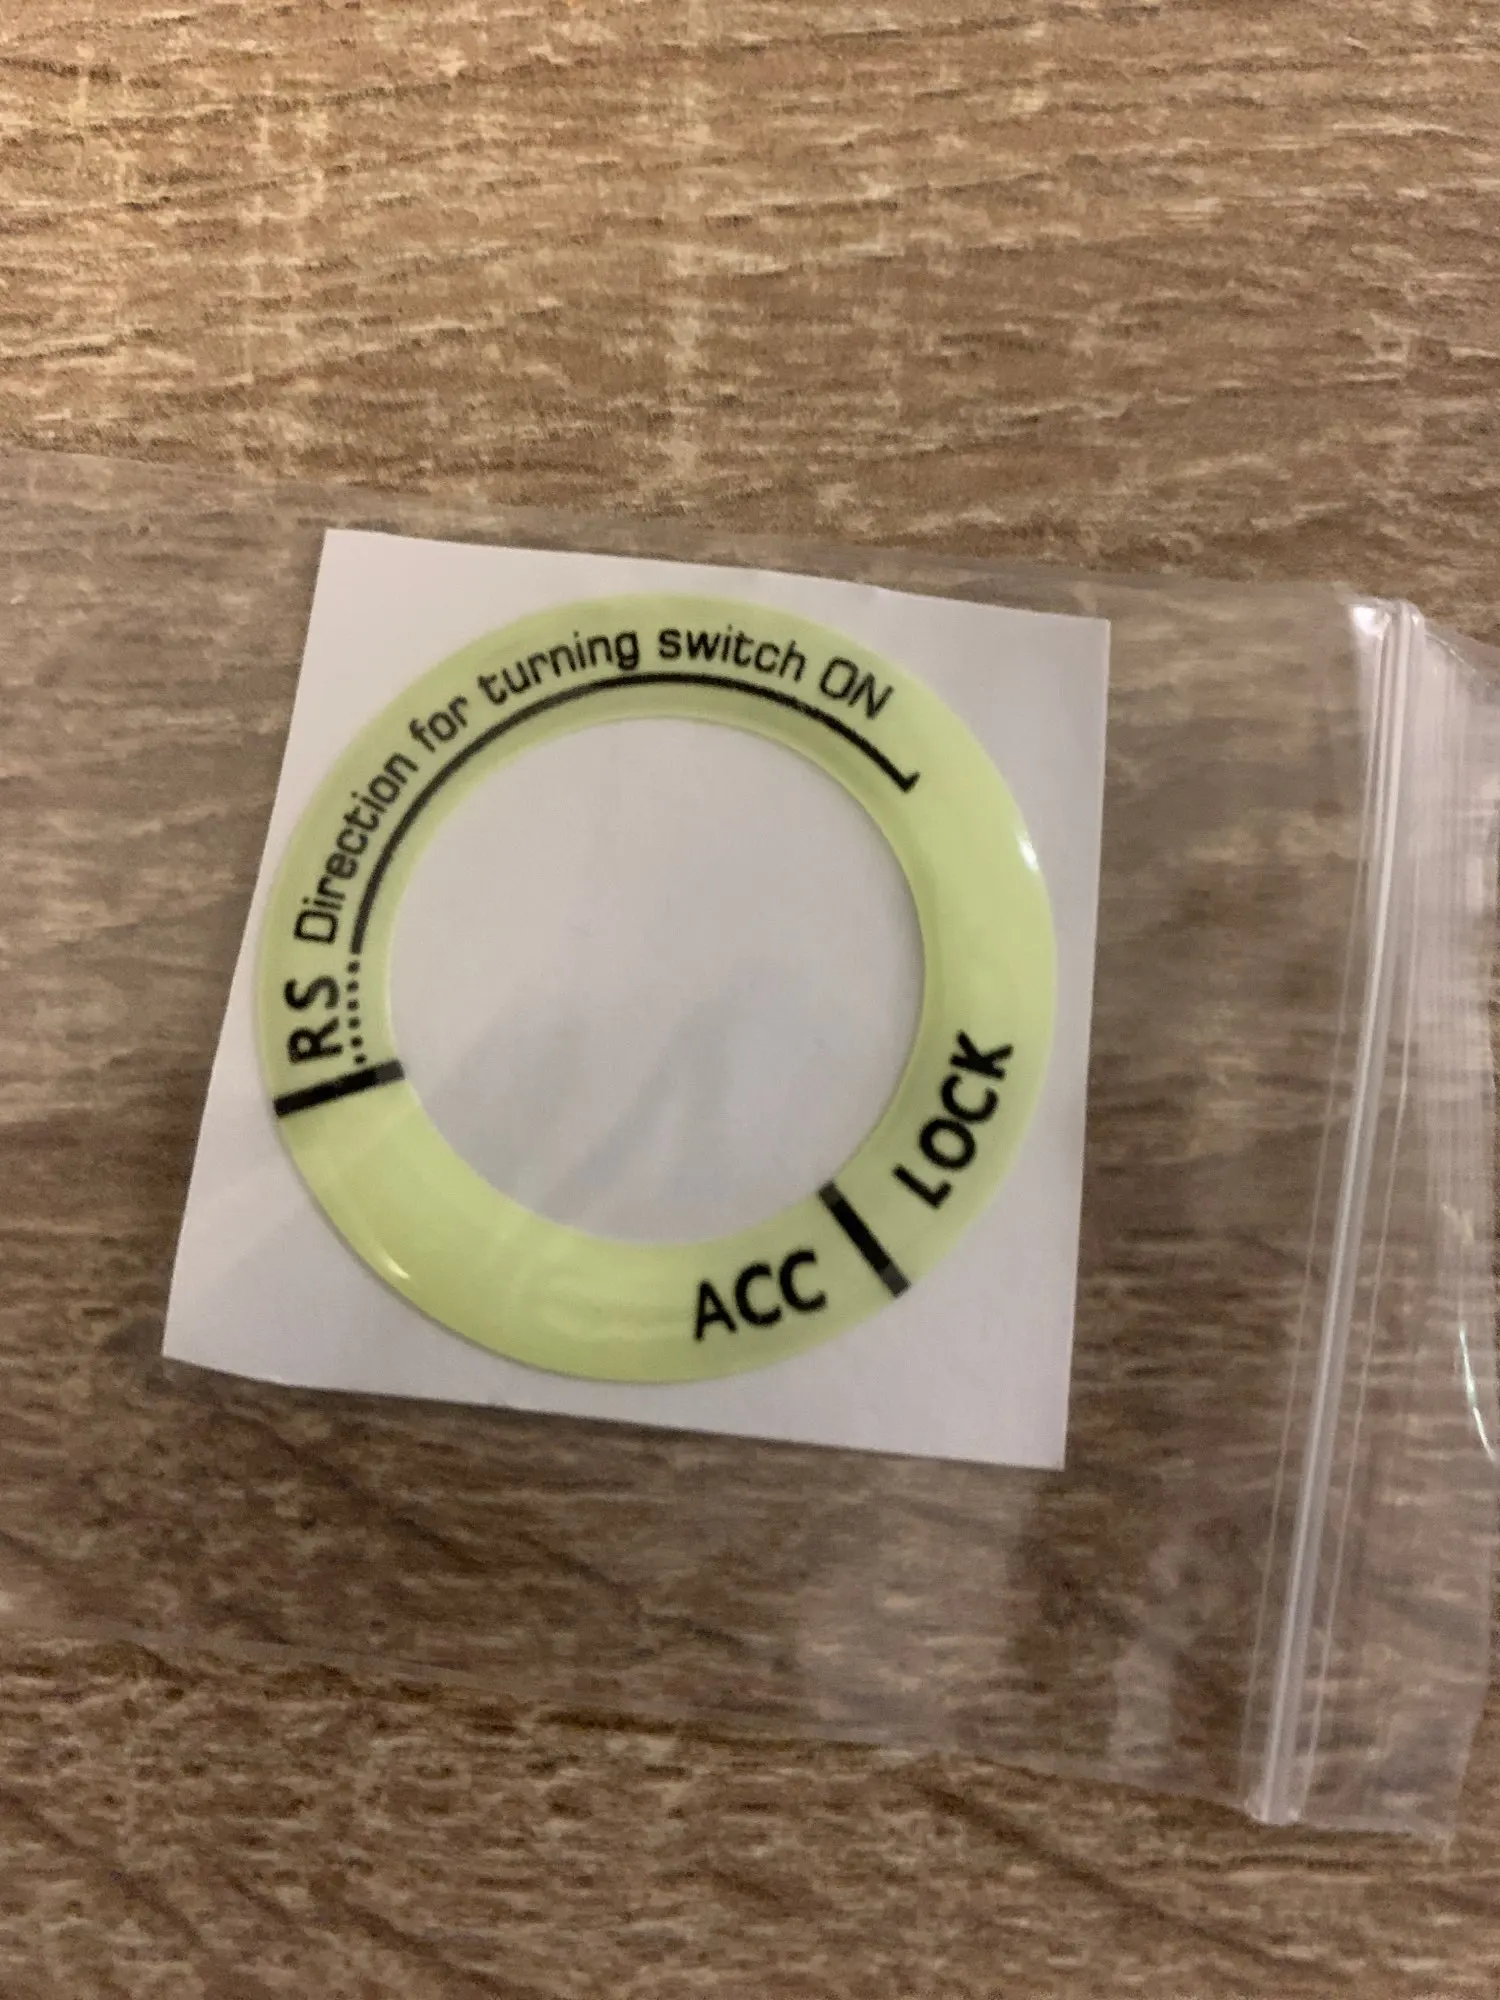 RS Direction for turning switch ON
LOCK
ACC